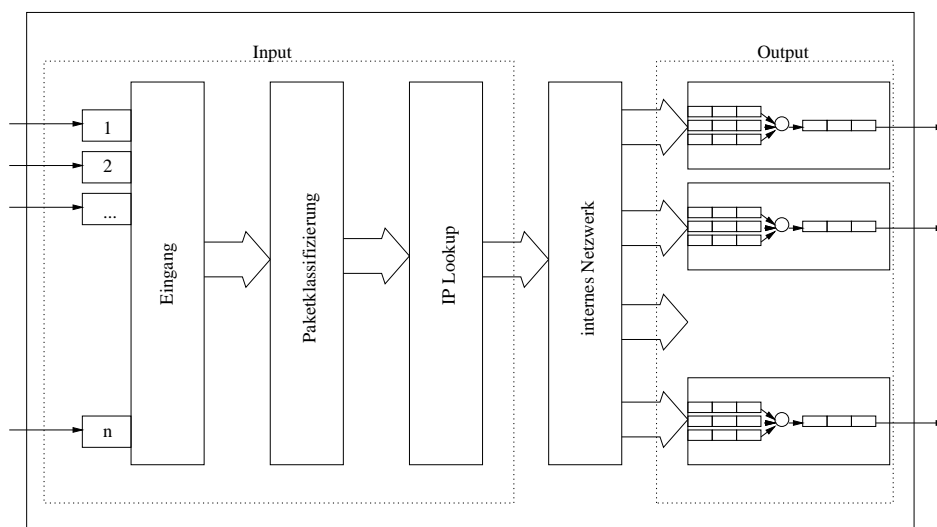 Input
Output
1
2
...
n
Eingang
Paketklassifizierung
IP Lookup
internes Netzwerk